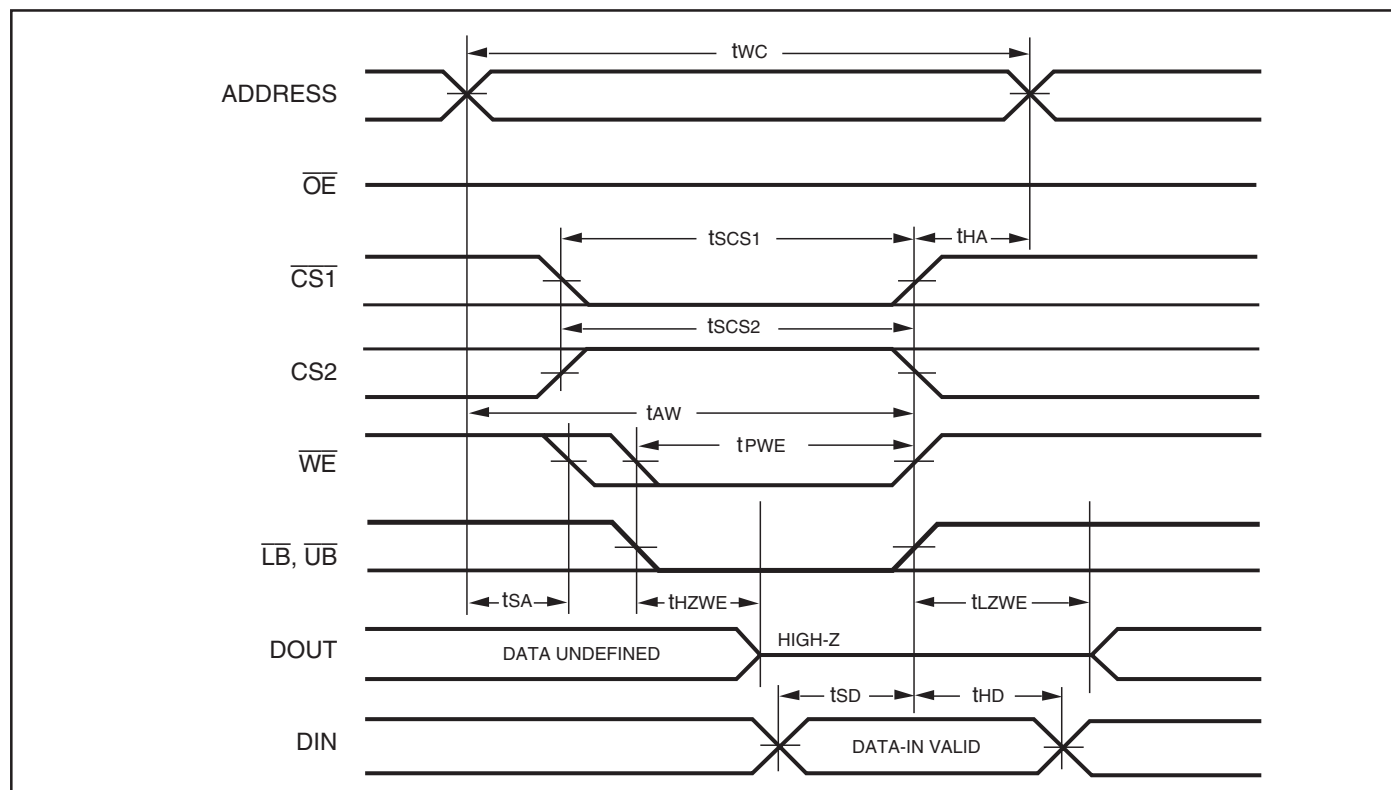 tWC
ADDRESS
OE
tSCS1
tHA
CS1
tSCS2
CS2
tAW
tPWE
WE
LB, UB
tSA
tHZWE
tLZWE
HIGH-Z
DOUT
DATA UNDEFINED
tSD
tHD
DIN
DATA-IN VALID